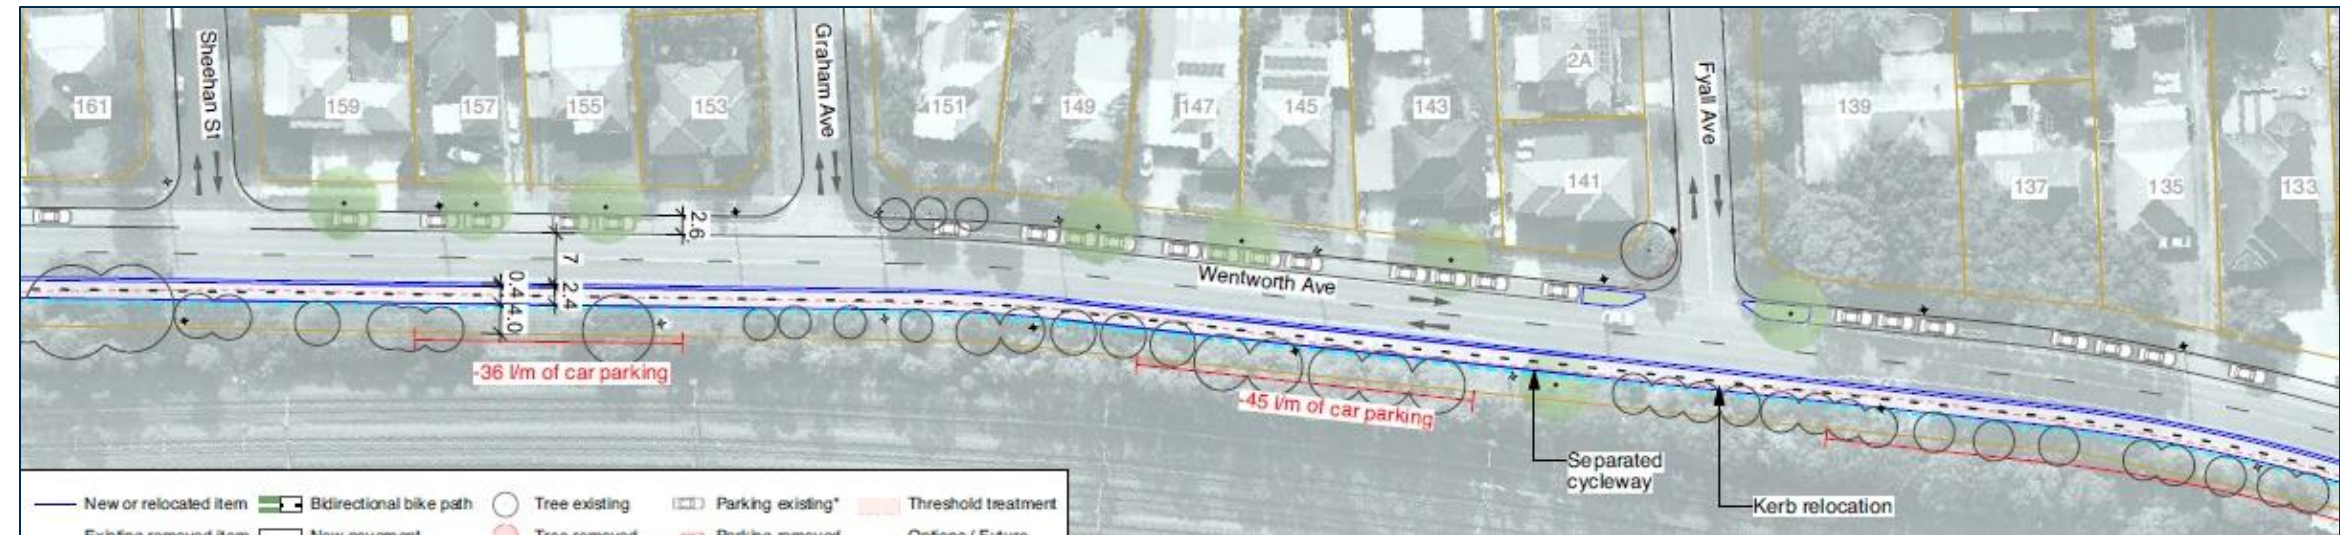 Sheehan St
Graham Ave
Fyall Ave
161
159
157
155
153
151
149
147
145
143
2A
141
139
137
135
133
2.6
7
0.4
2.4
4.0
Wentworth Ave
-36 l/m of car parking
-45 l/m of car parking
Separated
cycleway
Kerb relocation
New or relocated item
Bidirectional bike path
Tree existing
Parking existing*
Threshold treatment
Existing removed item
New pavement
Tree removed
Parking removed
Options / Future